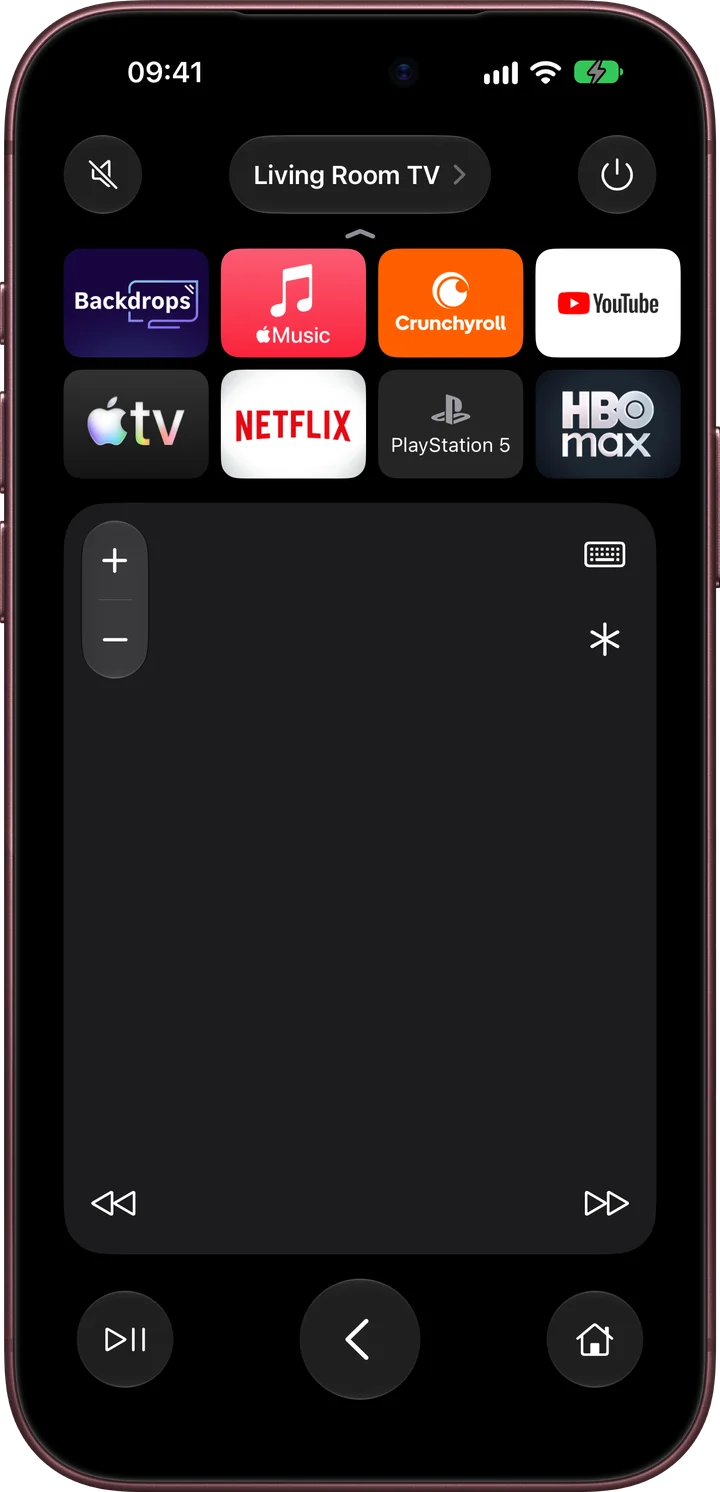 09:41
Living Room TV
Backdrops
Music
Crunchyroll
YouTube
tv
NETFLIX
PlayStation 5
HBO
max